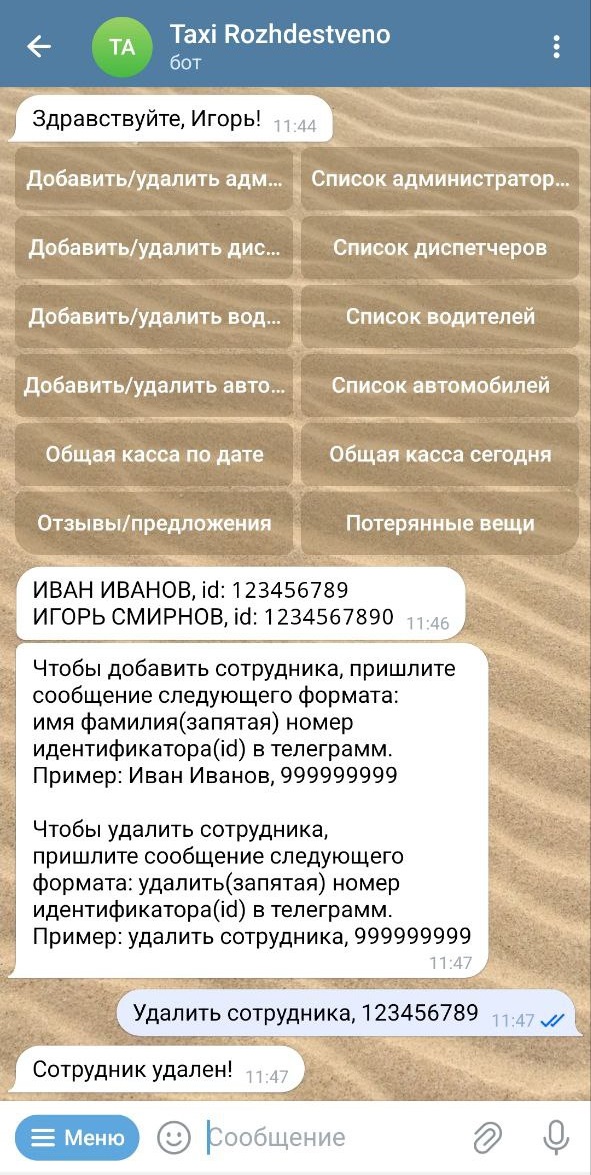 TA
Taxi Rozhdestveno
бот
Здравствуйте, Игорь! 11:44
Добавить/удалить адм... Список администратор...
Добавить/удалить дис... Список диспетчеров
Добавить/удалить вод... Список водителей
Добавить/удалить авто... Список автомобилей
Общая касса по дате Общая касса сегодня
Отзывы/предложения Потерянные вещи
ИВАН ИВАНОВ, id: 123456789
ИГОРЬ СМИРНОВ, id: 1234567890 11:46
Чтобы добавить сотрудника, пришлите
сообщение следующего формата:
имя фамилия(запятая) номер
идентификатора(id) в телеграмм.
Пример: Иван Иванов, 999999999
Чтобы удалить сотрудника,
пришлите сообщение следующего
формата: удалить(запятая) номер
идентификатора(id) в телеграмм.
Пример: удалить сотрудника, 999999999
11:47
Удалить сотрудника, 123456789 11:47
Сотрудник удален! 11:47
Меню Сообщение